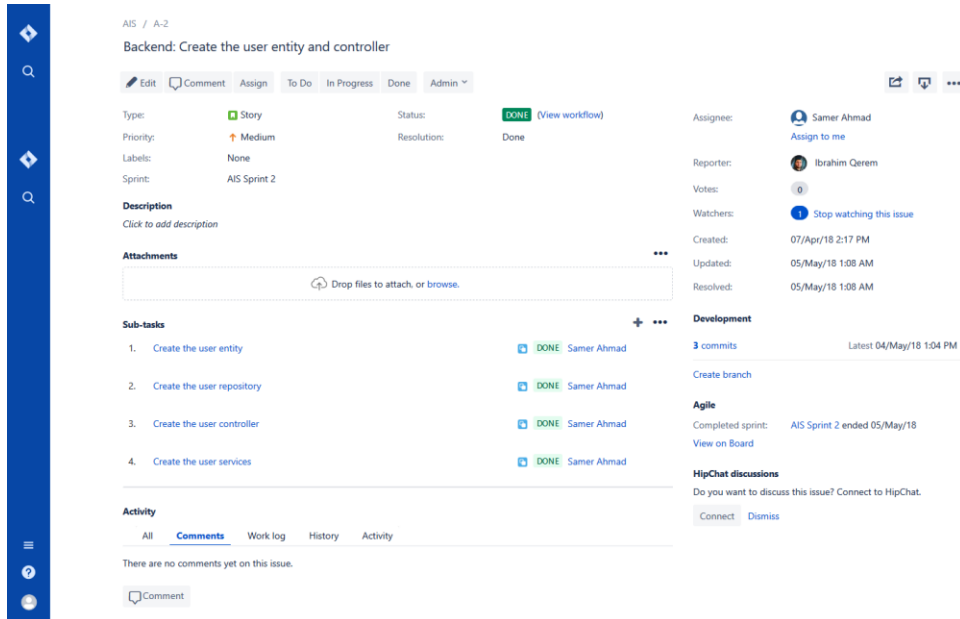 AIS / A-2
Backend: Create the user entity and controller
Edit Comment Assign To Do In Progress Done Admin
Type: Story Status: DONE (View workflow)
Priority: Medium Resolution: Done
Labels: None
Sprint: AIS Sprint 2
Description
Click to add description
Attachments
Drop files to attach, or browse.
Sub-tasks
1. Create the user entity DONE Samer Ahmad
2. Create the user repository DONE Samer Ahmad
3. Create the user controller DONE Samer Ahmad
4. Create the user services DONE Samer Ahmad
Activity
All Comments Work log History Activity
There are no comments yet on this issue.
Comment
Assignee: Samer Ahmad
Assign to me
Reporter: Ibrahim Qerem
Votes: 0
Watchers: 1 Stop watching this issue
Created: 07/Apr/18 2:17 PM
Updated: 05/May/18 1:08 AM
Resolved: 05/May/18 1:08 AM
Development
3 commits Latest 04/May/18 1:04 PM
Create branch
Agile
Completed sprint: AIS Sprint 2 ended 05/May/18
View on Board
HipChat discussions
Do you want to discuss this issue? Connect to HipChat.
Connect Dismiss